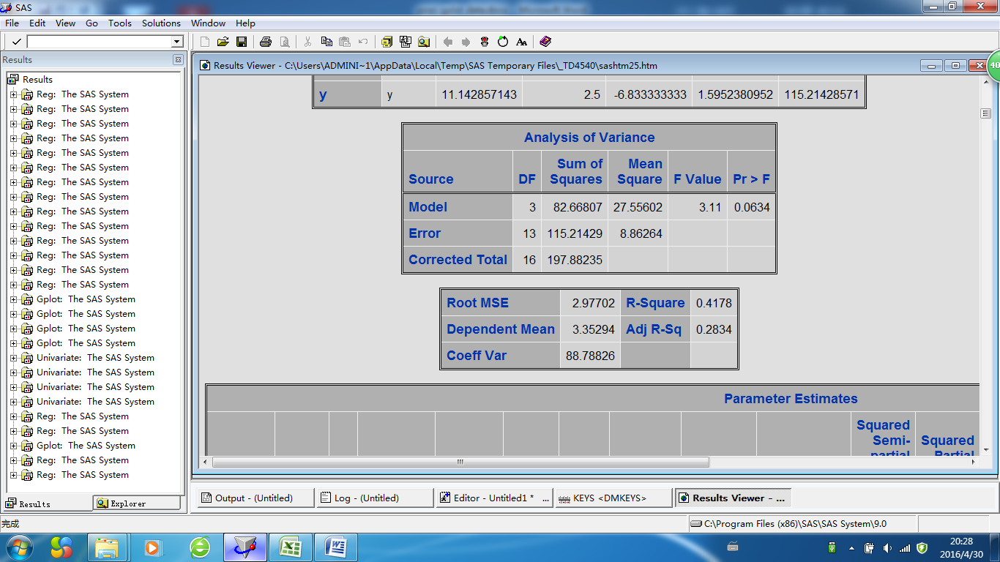 SAS
File Edit View Go Tools Solutions Window Help
Results
Results Viewer - C:\Users\ADMINI~1\AppData\Local\Temp\SAS Temporary Files\_TD4540\sashtm25.htm
40
Results
Reg: The SAS System
Reg: The SAS System
Reg: The SAS System
Reg: The SAS System
Reg: The SAS System
Reg: The SAS System
Reg: The SAS System
Reg: The SAS System
Reg: The SAS System
Reg: The SAS System
Reg: The SAS System
Reg: The SAS System
Reg: The SAS System
Reg: The SAS System
Gplot: The SAS System
Gplot: The SAS System
Gplot: The SAS System
Gplot: The SAS System
Univariate: The SAS System
Univariate: The SAS System
Univariate: The SAS System
Univariate: The SAS System
Reg: The SAS System
Reg: The SAS System
Gplot: The SAS System
Reg: The SAS System
Reg: The SAS System
Results Explorer
y y 11.142857143 2.5 -6.833333333 1.5952380952 115.21428571
Analysis of Variance
Source DF Sum of Squares Mean Square F Value Pr > F
Model 3 82.66807 27.55602 3.11 0.0634
Error 13 115.21429 8.86264
Corrected Total 16 197.88235
Root MSE 2.97702 R-Square 0.4178
Dependent Mean 3.35294 Adj R-Sq 0.2834
Coeff Var 88.78826
Parameter Estimates
Squared Semi-partial Squared Partial
Output - (Untitled) Log - (Untitled) Editor - Untitled1 * ... KEYS <DMKEYS> Results Viewer - ...
完成
C:\Program Files (x86)\SAS\SAS System\9.0
20:28
2016/4/30